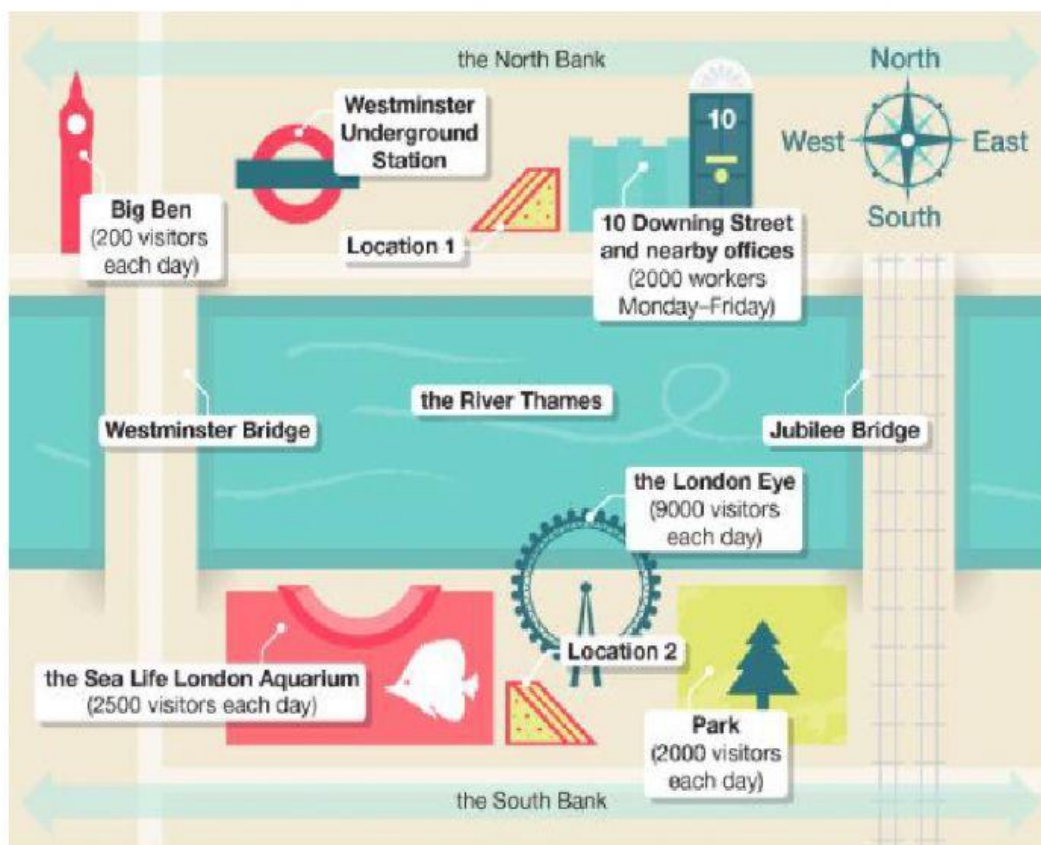 the North Bank
North
West
East
South
Westminster
Underground
Station
10
Big Ben
(200 visitors
each day)
Location 1
10 Downing Street
and nearby offices
(2000 workers
Monday–Friday)
the River Thames
Westminster Bridge
Jubilee Bridge
the London Eye
(9000 visitors
each day)
the Sea Life London Aquarium
(2500 visitors each day)
Location 2
Park
(2000 visitors
each day)
the South Bank